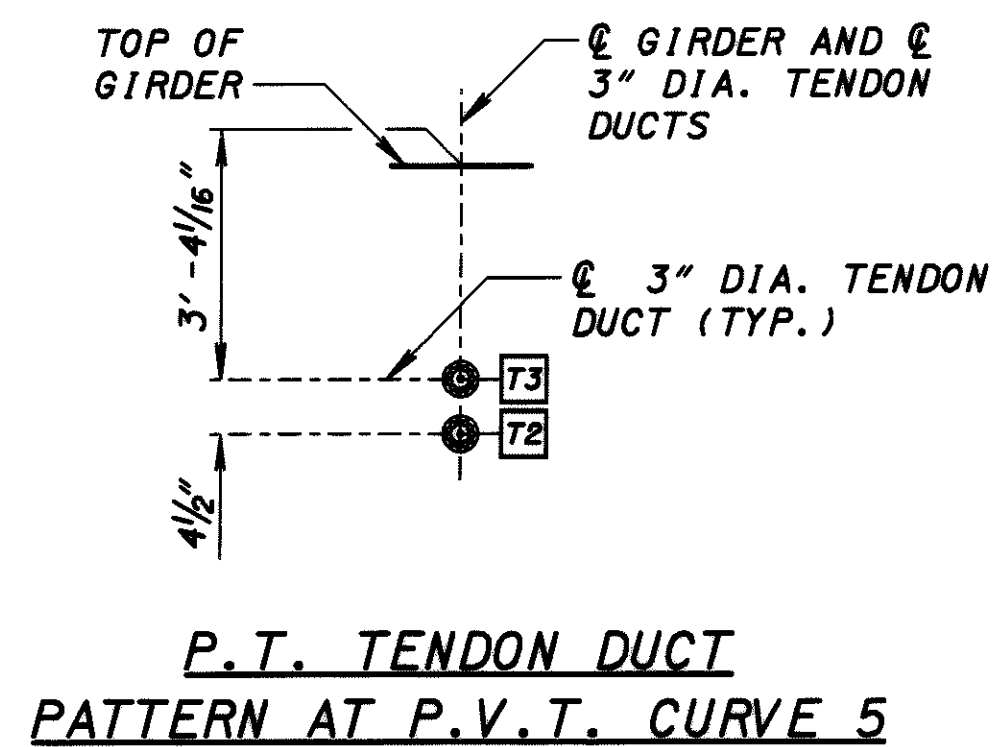 TOP OF
GIRDER
℄ GIRDER AND ℄
3" DIA. TENDON
DUCTS
3'-4 1/16"
℄ 3" DIA. TENDON
DUCT (TYP.)
T3
T2
4 1/2"
P.T. TENDON DUCT
PATTERN AT P.V.T. CURVE 5